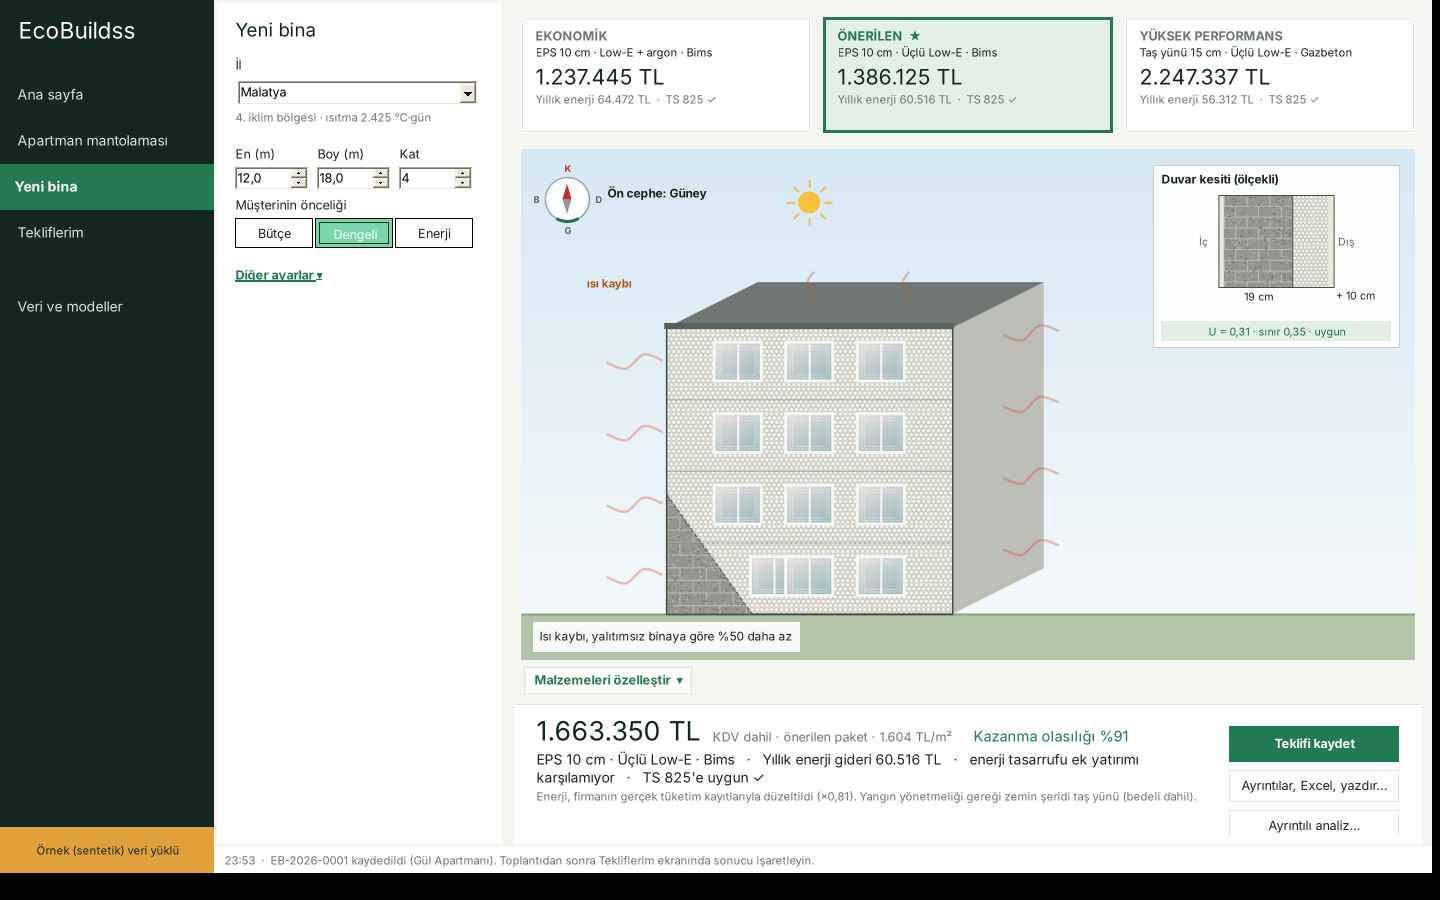 EcoBuildss
Ana sayfa
Apartman mantolaması
Yeni bina
Tekliflerim
Veri ve modeller
Örnek (sentetik) veri yüklü
Yeni bina
İl
Malatya
4. iklim bölgesi · ısıtma 2.425 °C·gün
En (m) Boy (m) Kat
12,0 18,0 4
Müşterinin önceliği
Bütçe Dengeli Enerji
Diğer ayarlar ▾
EKONOMİK
EPS 10 cm · Low-E + argon · Bims
1.237.445 TL
Yıllık enerji 64.472 TL · TS 825 ✓
ÖNERİLEN ★
EPS 10 cm · Üçlü Low-E · Bims
1.386.125 TL
Yıllık enerji 60.516 TL · TS 825 ✓
YÜKSEK PERFORMANS
Taş yünü 15 cm · Üçlü Low-E · Gazbeton
2.247.337 TL
Yıllık enerji 56.312 TL · TS 825 ✓
K
B D
G
Ön cephe: Güney
ısı kaybı
Duvar kesiti (ölçekli)
İç Dış
19 cm + 10 cm
U = 0,31 · sınır 0,35 · uygun
Isı kaybı, yalıtımsız binaya göre %50 daha az
Malzemeleri özelleştir ▾
1.663.350 TL KDV dahil · önerilen paket · 1.604 TL/m² Kazanma olasılığı %91
EPS 10 cm · Üçlü Low-E · Bims · Yıllık enerji gideri 60.516 TL · enerji tasarrufu ek yatırımı
karşılamıyor · TS 825'e uygun ✓
Enerji, firmanın gerçek tüketim kayıtlarıyla düzeltildi (×0,81). Yangın yönetmeliği gereği zemin şeridi taş yünü (bedeli dahil).
Teklifi kaydet
Ayrıntılar, Excel, yazdır...
Ayrıntılı analiz...
23:53 · EB-2026-0001 kaydedildi (Gül Apartmanı). Toplantıdan sonra Tekliflerim ekranında sonucu işaretleyin.